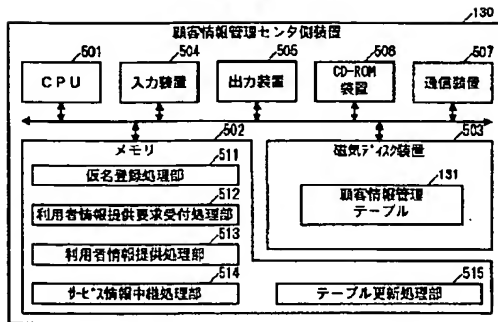 130
顧客情報管理センタ側装置
501
504
505
506
507
CPU
入力装置
出力装置
CD-ROM
装置
通信装置
502
503
メモリ
磁気ディスク装置
511
仮名登録処理部
512
利用者情報提供要求受付処理部
513
利用者情報提供処理部
514
サービス情報中継処理部
131
顧客情報管理
テーブル
515
テーブル更新処理部